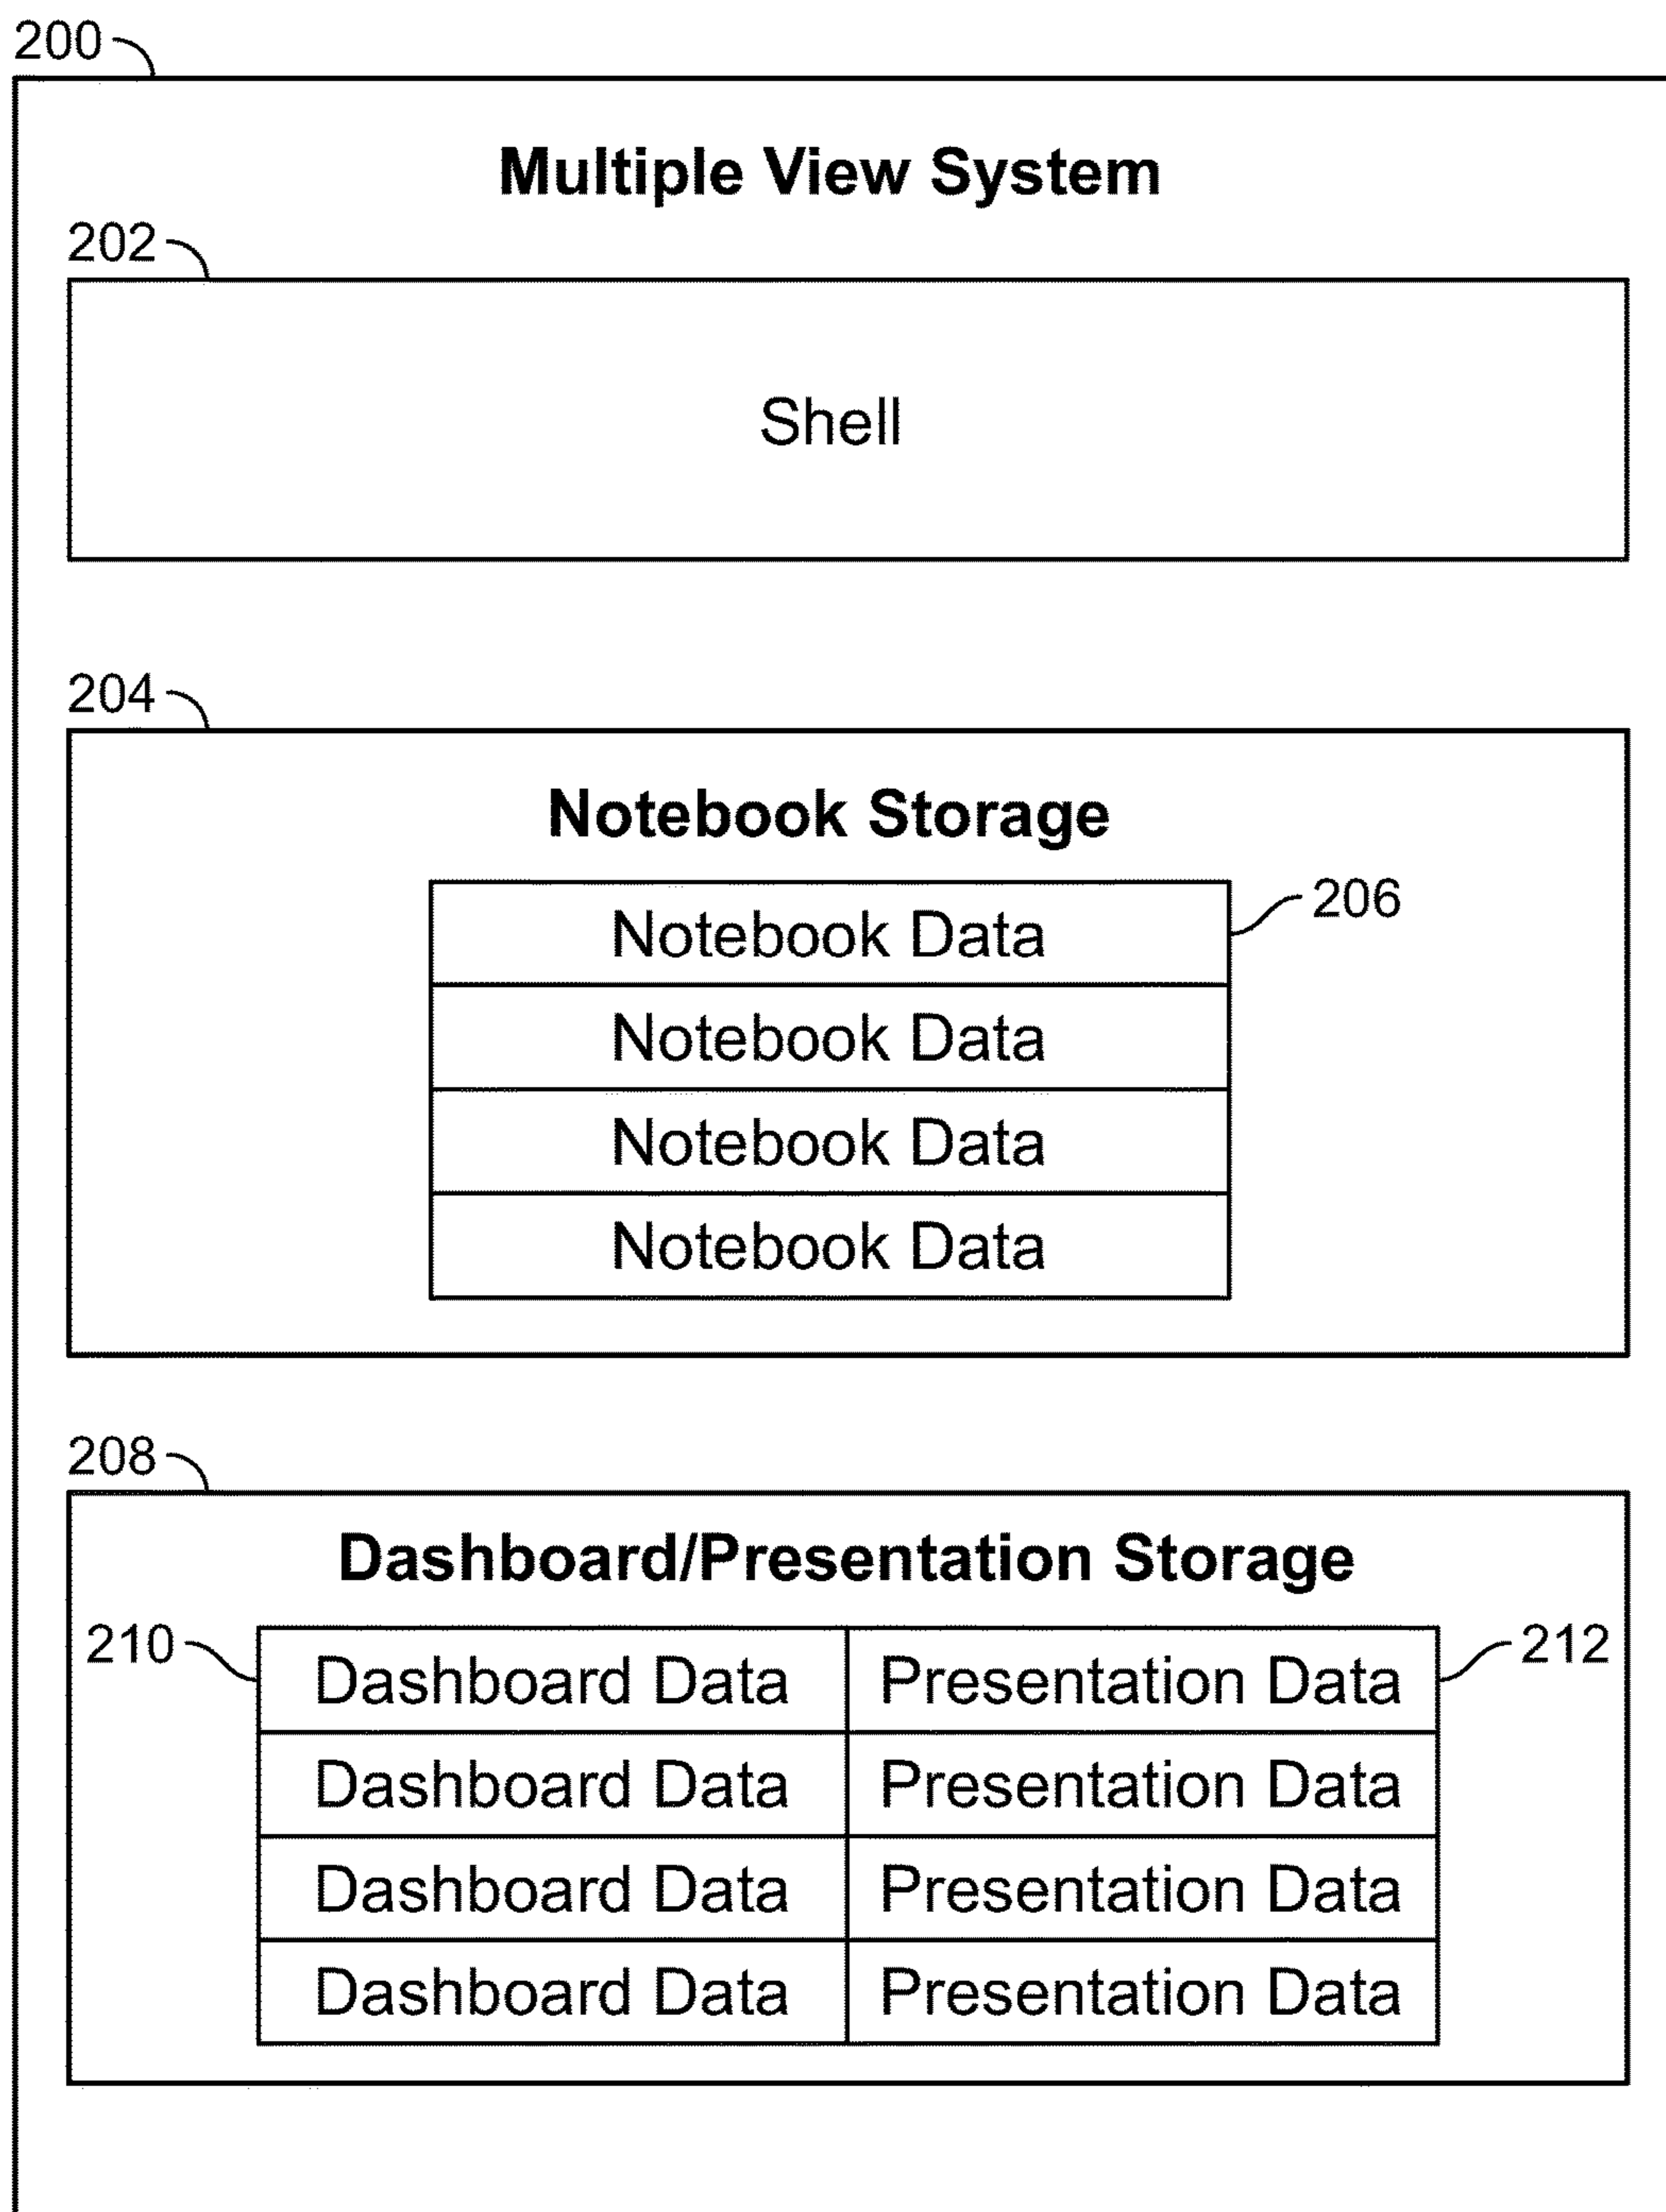 200
Multiple View System
202
Shell
204
Notebook Storage
Notebook Data
206
Notebook Data
Notebook Data
Notebook Data
208
Dashboard/Presentation Storage
210
Dashboard Data Presentation Data
212
Dashboard Data Presentation Data
Dashboard Data Presentation Data
Dashboard Data Presentation Data